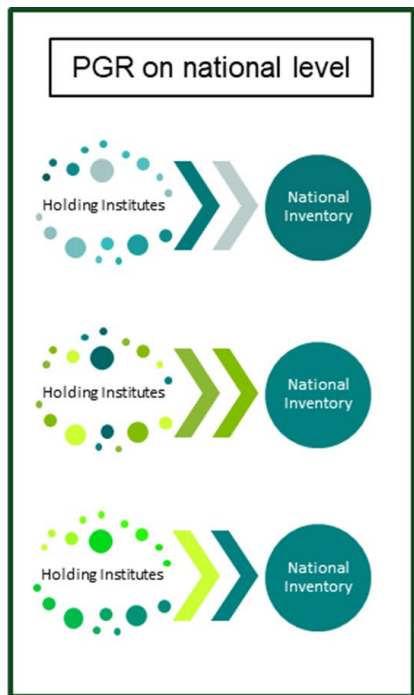 PGR on national level
Holding Institutes
National
Inventory
Holding Institutes
National
Inventory
Holding Institutes
National
Inventory